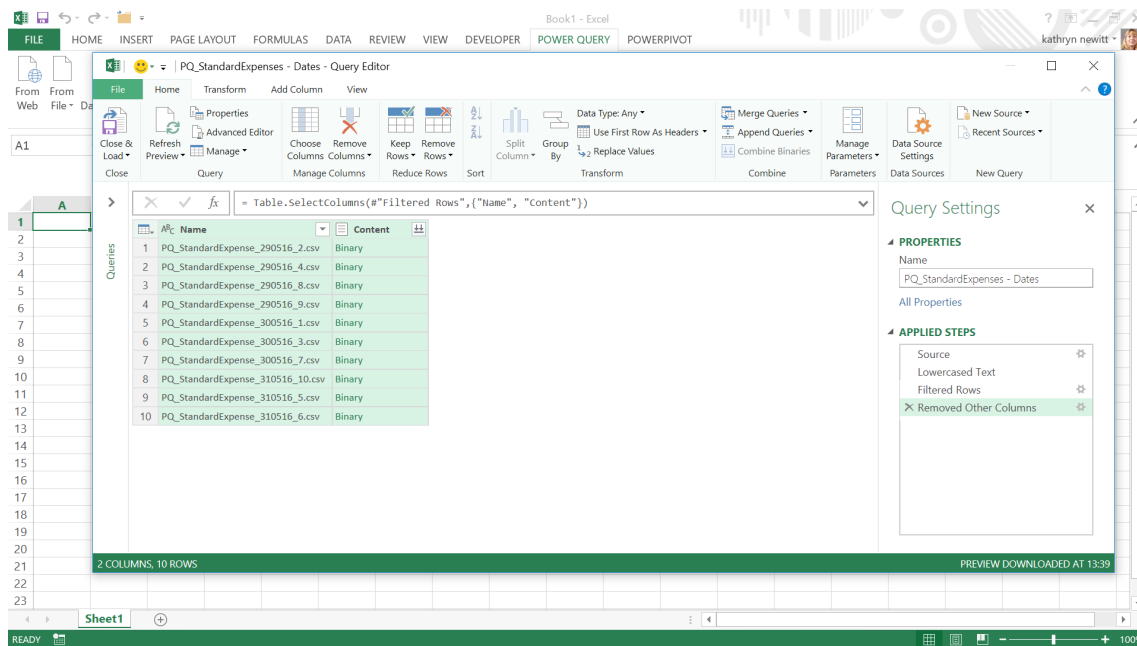 Book1 - Excel
FILE HOME INSERT PAGE LAYOUT FORMULAS DATA REVIEW VIEW DEVELOPER POWER QUERY POWERPIVOT kathryn newitt
PQ_StandardExpenses - Dates - Query Editor
File Home Transform Add Column View
From Web
From File
Close & Load
Refresh Preview
Properties
Advanced Editor
Manage
Choose Columns
Remove Columns
Keep Rows
Remove Rows
Split Column
Group By
Data Type: Any
Use First Row As Headers
Replace Values
Merge Queries
Append Queries
Combine Binaries
Manage Parameters
Data Source Settings
New Source
Recent Sources
Close Query Manage Columns Reduce Rows Sort Transform Combine Parameters Data Sources New Query
A1
= Table.SelectColumns(#"Filtered Rows",{"Name", "Content"})
Queries
ABC Name Content
1 PQ_StandardExpense_290516_2.csv Binary
2 PQ_StandardExpense_290516_4.csv Binary
3 PQ_StandardExpense_290516_8.csv Binary
4 PQ_StandardExpense_290516_9.csv Binary
5 PQ_StandardExpense_300516_1.csv Binary
6 PQ_StandardExpense_300516_3.csv Binary
7 PQ_StandardExpense_300516_7.csv Binary
8 PQ_StandardExpense_310516_10.csv Binary
9 PQ_StandardExpense_310516_5.csv Binary
10 PQ_StandardExpense_310516_6.csv Binary
Query Settings
PROPERTIES
Name
PQ_StandardExpenses - Dates
All Properties
APPLIED STEPS
Source
Lowercased Text
Filtered Rows
Removed Other Columns
2 COLUMNS, 10 ROWS PREVIEW DOWNLOADED AT 13:39
A
1
2
3
4
5
6
7
8
9
10
11
12
13
14
15
16
17
18
19
20
21
22
23
Sheet1
READY